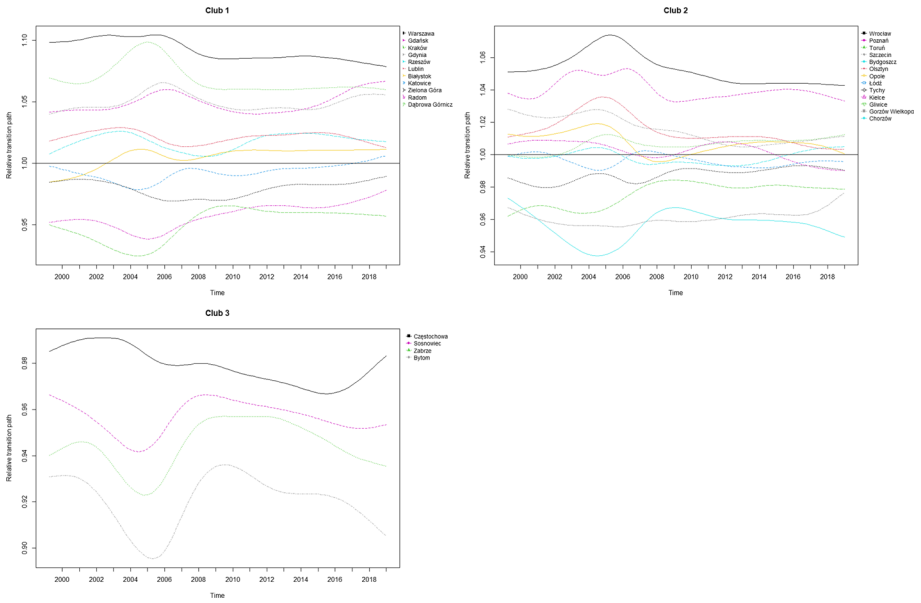 Club 1
Relative transition path
1.10
1.05
1.00
0.95
2000 2002 2004 2006 2008 2010 2012 2014 2016 2018
Time
Warszawa
Gdańsk
Kraków
Gdynia
Rzeszów
Lublin
Białystok
Katowice
Zielona Góra
Radom
Dąbrowa Górnicz
Club 2
Relative transition path
1.06
1.04
1.02
1.00
0.98
0.96
0.94
2000 2002 2004 2006 2008 2010 2012 2014 2016 2018
Time
Wrocław
Poznań
Toruń
Szczecin
Bydgoszcz
Olsztyn
Opole
Łódź
Tychy
Kielce
Gliwice
Gorzów Wielkopo
Chorzów
Club 3
Relative transition path
0.98
0.96
0.94
0.92
0.90
2000 2002 2004 2006 2008 2010 2012 2014 2016 2018
Time
Częstochowa
Sosnowiec
Zabrze
Bytom